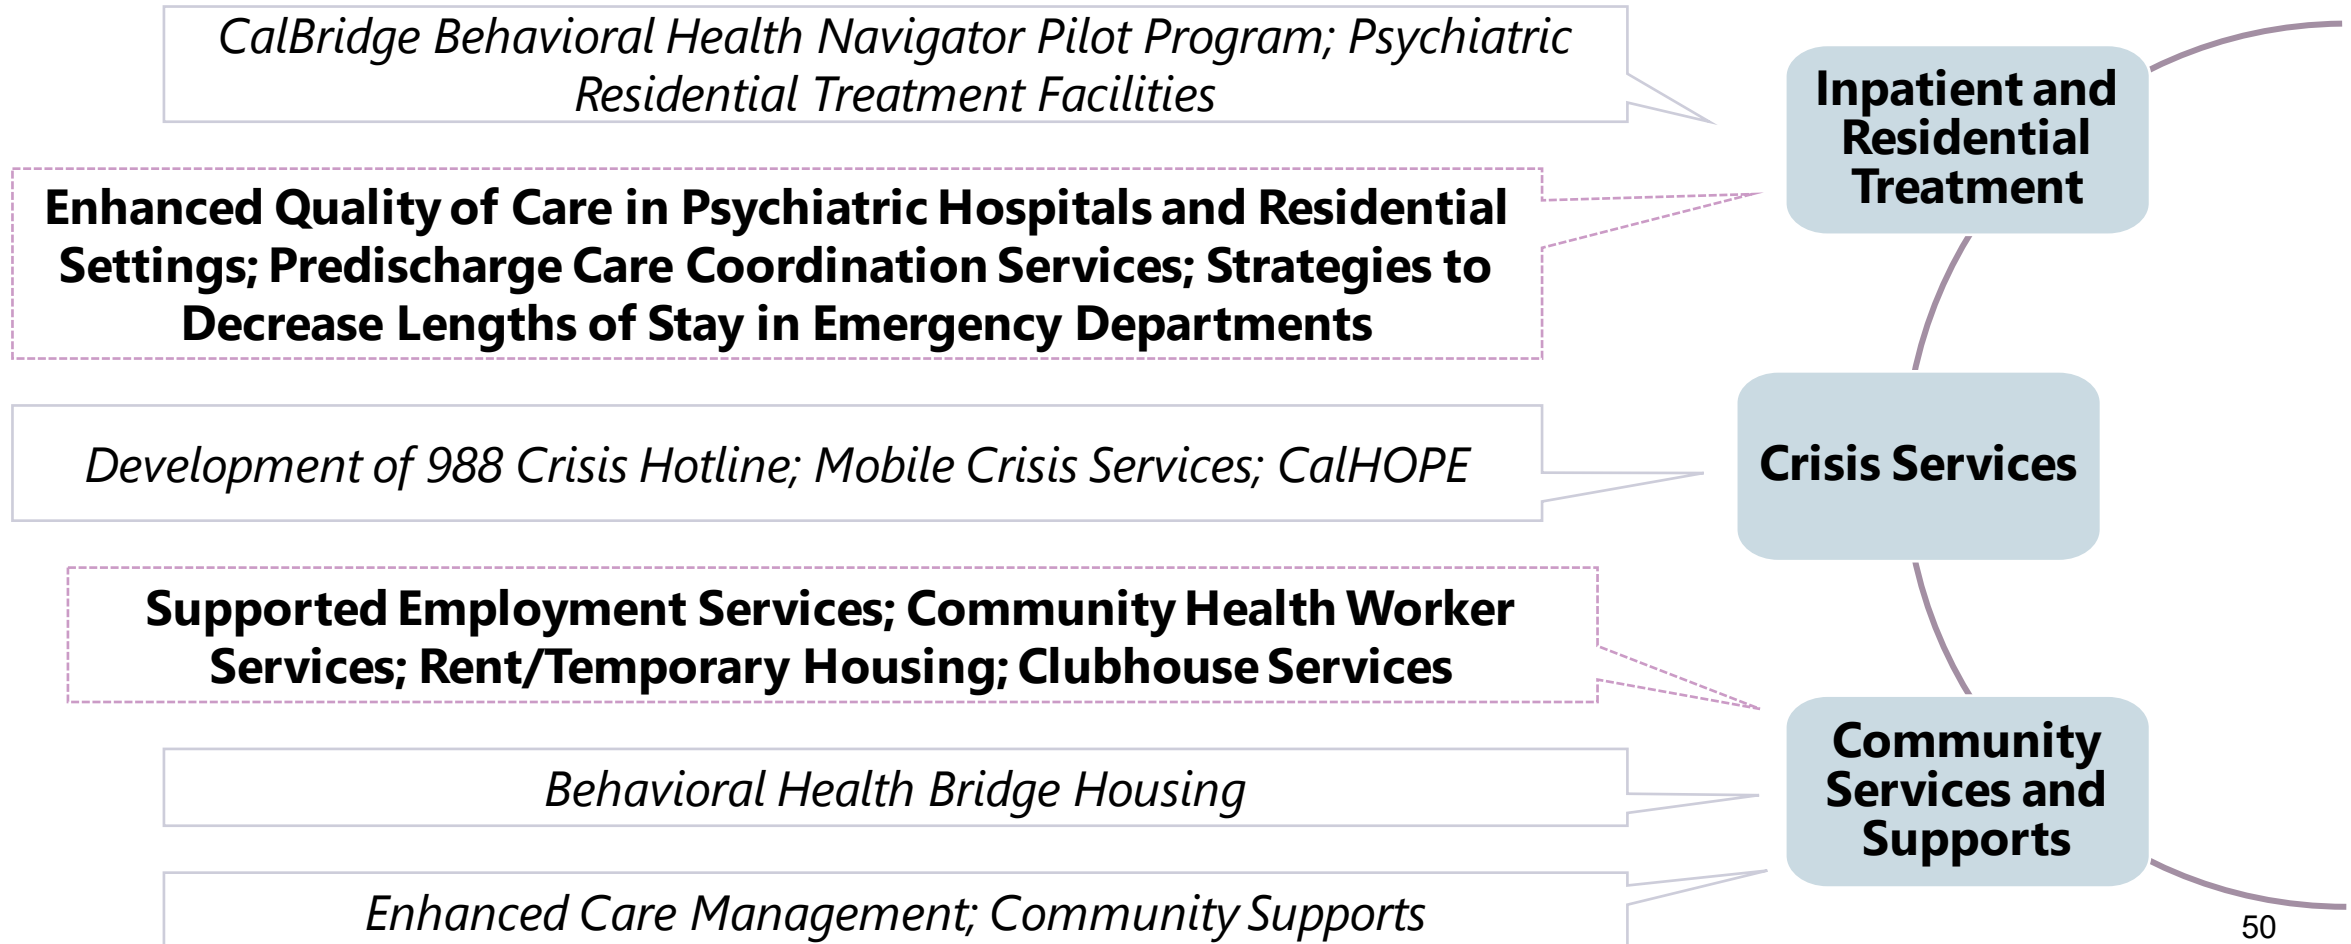 CalBridge Behavioral Health Navigator Pilot Program; Psychiatric
Residential Treatment Facilities
Inpatient and
Residential
Treatment
Enhanced Quality of Care in Psychiatric Hospitals and Residential
Settings; Predischarge Care Coordination Services; Strategies to
Decrease Lengths of Stay in Emergency Departments
Development of 988 Crisis Hotline; Mobile Crisis Services; CalHOPE
Crisis Services
Supported Employment Services; Community Health Worker
Services; Rent/Temporary Housing; Clubhouse Services
Community
Services and
Supports
Behavioral Health Bridge Housing
Enhanced Care Management; Community Supports
50